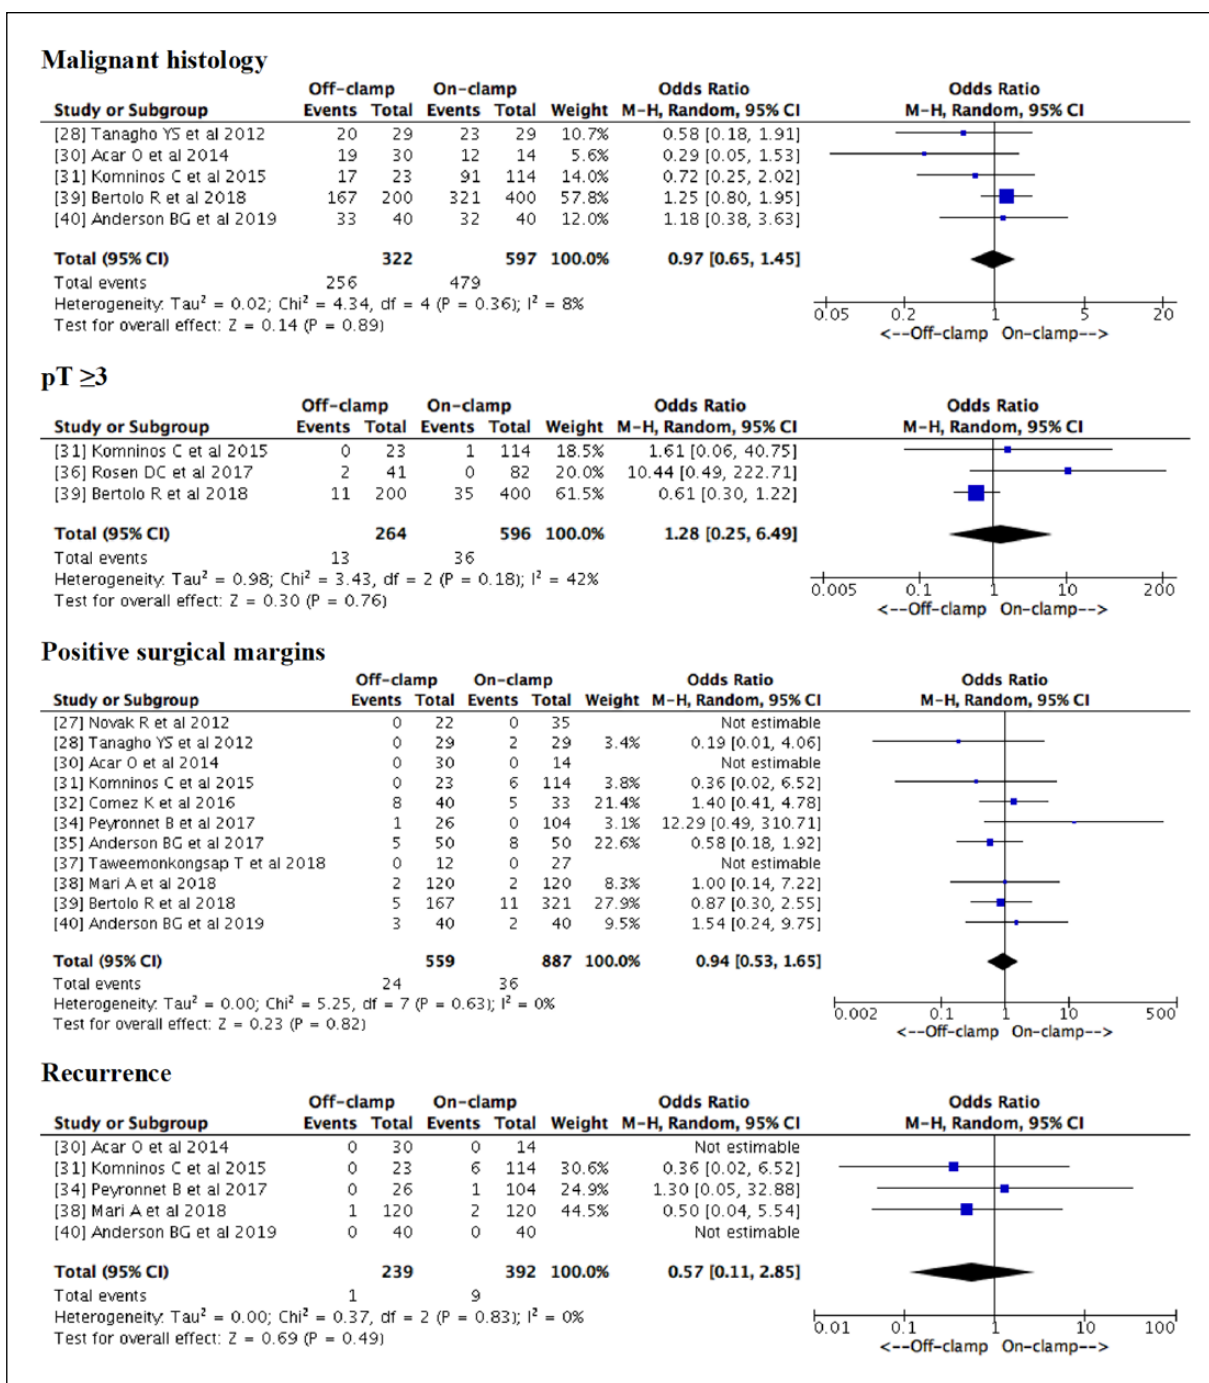 Malignant histology
Off-clamp On-clamp Odds Ratio Odds Ratio
Study or Subgroup Events Total Events Total Weight M-H, Random, 95% CI M-H, Random, 95% CI
[28] Tanagho YS et al 2012 20 29 23 29 10.7% 0.58 [0.18, 1.91]
[30] Acar O et al 2014 19 30 12 14 5.6% 0.29 [0.05, 1.53]
[31] Komninos C et al 2015 17 23 91 114 14.0% 0.72 [0.25, 2.02]
[39] Bertolo R et al 2018 167 200 321 400 57.8% 1.25 [0.80, 1.95]
[40] Anderson BG et al 2019 33 40 32 40 12.0% 1.18 [0.38, 3.63]
Total (95% CI) 322 597 100.0% 0.97 [0.65, 1.45]
Total events 256 479
Heterogeneity: Tau² = 0.02; Chi² = 4.34, df = 4 (P = 0.36); I² = 8%
Test for overall effect: Z = 0.14 (P = 0.89)
0.05 0.2 1 5 20
<--Off-clamp On-clamp-->
pT ≥3
Off-clamp On-clamp Odds Ratio Odds Ratio
Study or Subgroup Events Total Events Total Weight M-H, Random, 95% CI M-H, Random, 95% CI
[31] Komninos C et al 2015 0 23 1 114 18.5% 1.61 [0.06, 40.75]
[36] Rosen DC et al 2017 2 41 0 82 20.0% 10.44 [0.49, 222.71]
[39] Bertolo R et al 2018 11 200 35 400 61.5% 0.61 [0.30, 1.22]
Total (95% CI) 264 596 100.0% 1.28 [0.25, 6.49]
Total events 13 36
Heterogeneity: Tau² = 0.98; Chi² = 3.43, df = 2 (P = 0.18); I² = 42%
Test for overall effect: Z = 0.30 (P = 0.76)
0.005 0.1 1 10 200
<--Off-clamp On-clamp-->
Positive surgical margins
Off-clamp On-clamp Odds Ratio Odds Ratio
Study or Subgroup Events Total Events Total Weight M-H, Random, 95% CI M-H, Random, 95% CI
[27] Novak R et al 2012 0 22 0 35 Not estimable
[28] Tanagho YS et al 2012 0 29 2 29 3.4% 0.19 [0.01, 4.06]
[30] Acar O et al 2014 0 30 0 14 Not estimable
[31] Komninos C et al 2015 0 23 6 114 3.8% 0.36 [0.02, 6.52]
[32] Comez K et al 2016 8 40 5 33 21.4% 1.40 [0.41, 4.78]
[34] Peyronnet B et al 2017 1 26 0 104 3.1% 12.29 [0.49, 310.71]
[35] Anderson BG et al 2017 5 50 8 50 22.6% 0.58 [0.18, 1.92]
[37] Taweemonkongsap T et al 2018 0 12 0 27 Not estimable
[38] Mari A et al 2018 2 120 2 120 8.3% 1.00 [0.14, 7.22]
[39] Bertolo R et al 2018 5 167 11 321 27.9% 0.87 [0.30, 2.55]
[40] Anderson BG et al 2019 3 40 2 40 9.5% 1.54 [0.24, 9.75]
Total (95% CI) 559 887 100.0% 0.94 [0.53, 1.65]
Total events 24 36
Heterogeneity: Tau² = 0.00; Chi² = 5.25, df = 7 (P = 0.63); I² = 0%
Test for overall effect: Z = 0.23 (P = 0.82)
0.002 0.1 1 10 500
<--Off-clamp On-clamp-->
Recurrence
Off-clamp On-clamp Odds Ratio Odds Ratio
Study or Subgroup Events Total Events Total Weight M-H, Random, 95% CI M-H, Random, 95% CI
[30] Acar O et al 2014 0 30 0 14 Not estimable
[31] Komninos C et al 2015 0 23 6 114 30.6% 0.36 [0.02, 6.52]
[34] Peyronnet B et al 2017 0 26 1 104 24.9% 1.30 [0.05, 32.88]
[38] Mari A et al 2018 1 120 2 120 44.5% 0.50 [0.04, 5.54]
[40] Anderson BG et al 2019 0 40 0 40 Not estimable
Total (95% CI) 239 392 100.0% 0.57 [0.11, 2.85]
Total events 1 9
Heterogeneity: Tau² = 0.00; Chi² = 0.37, df = 2 (P = 0.83); I² = 0%
Test for overall effect: Z = 0.69 (P = 0.49)
0.01 0.1 1 10 100
<--Off-clamp On-clamp-->